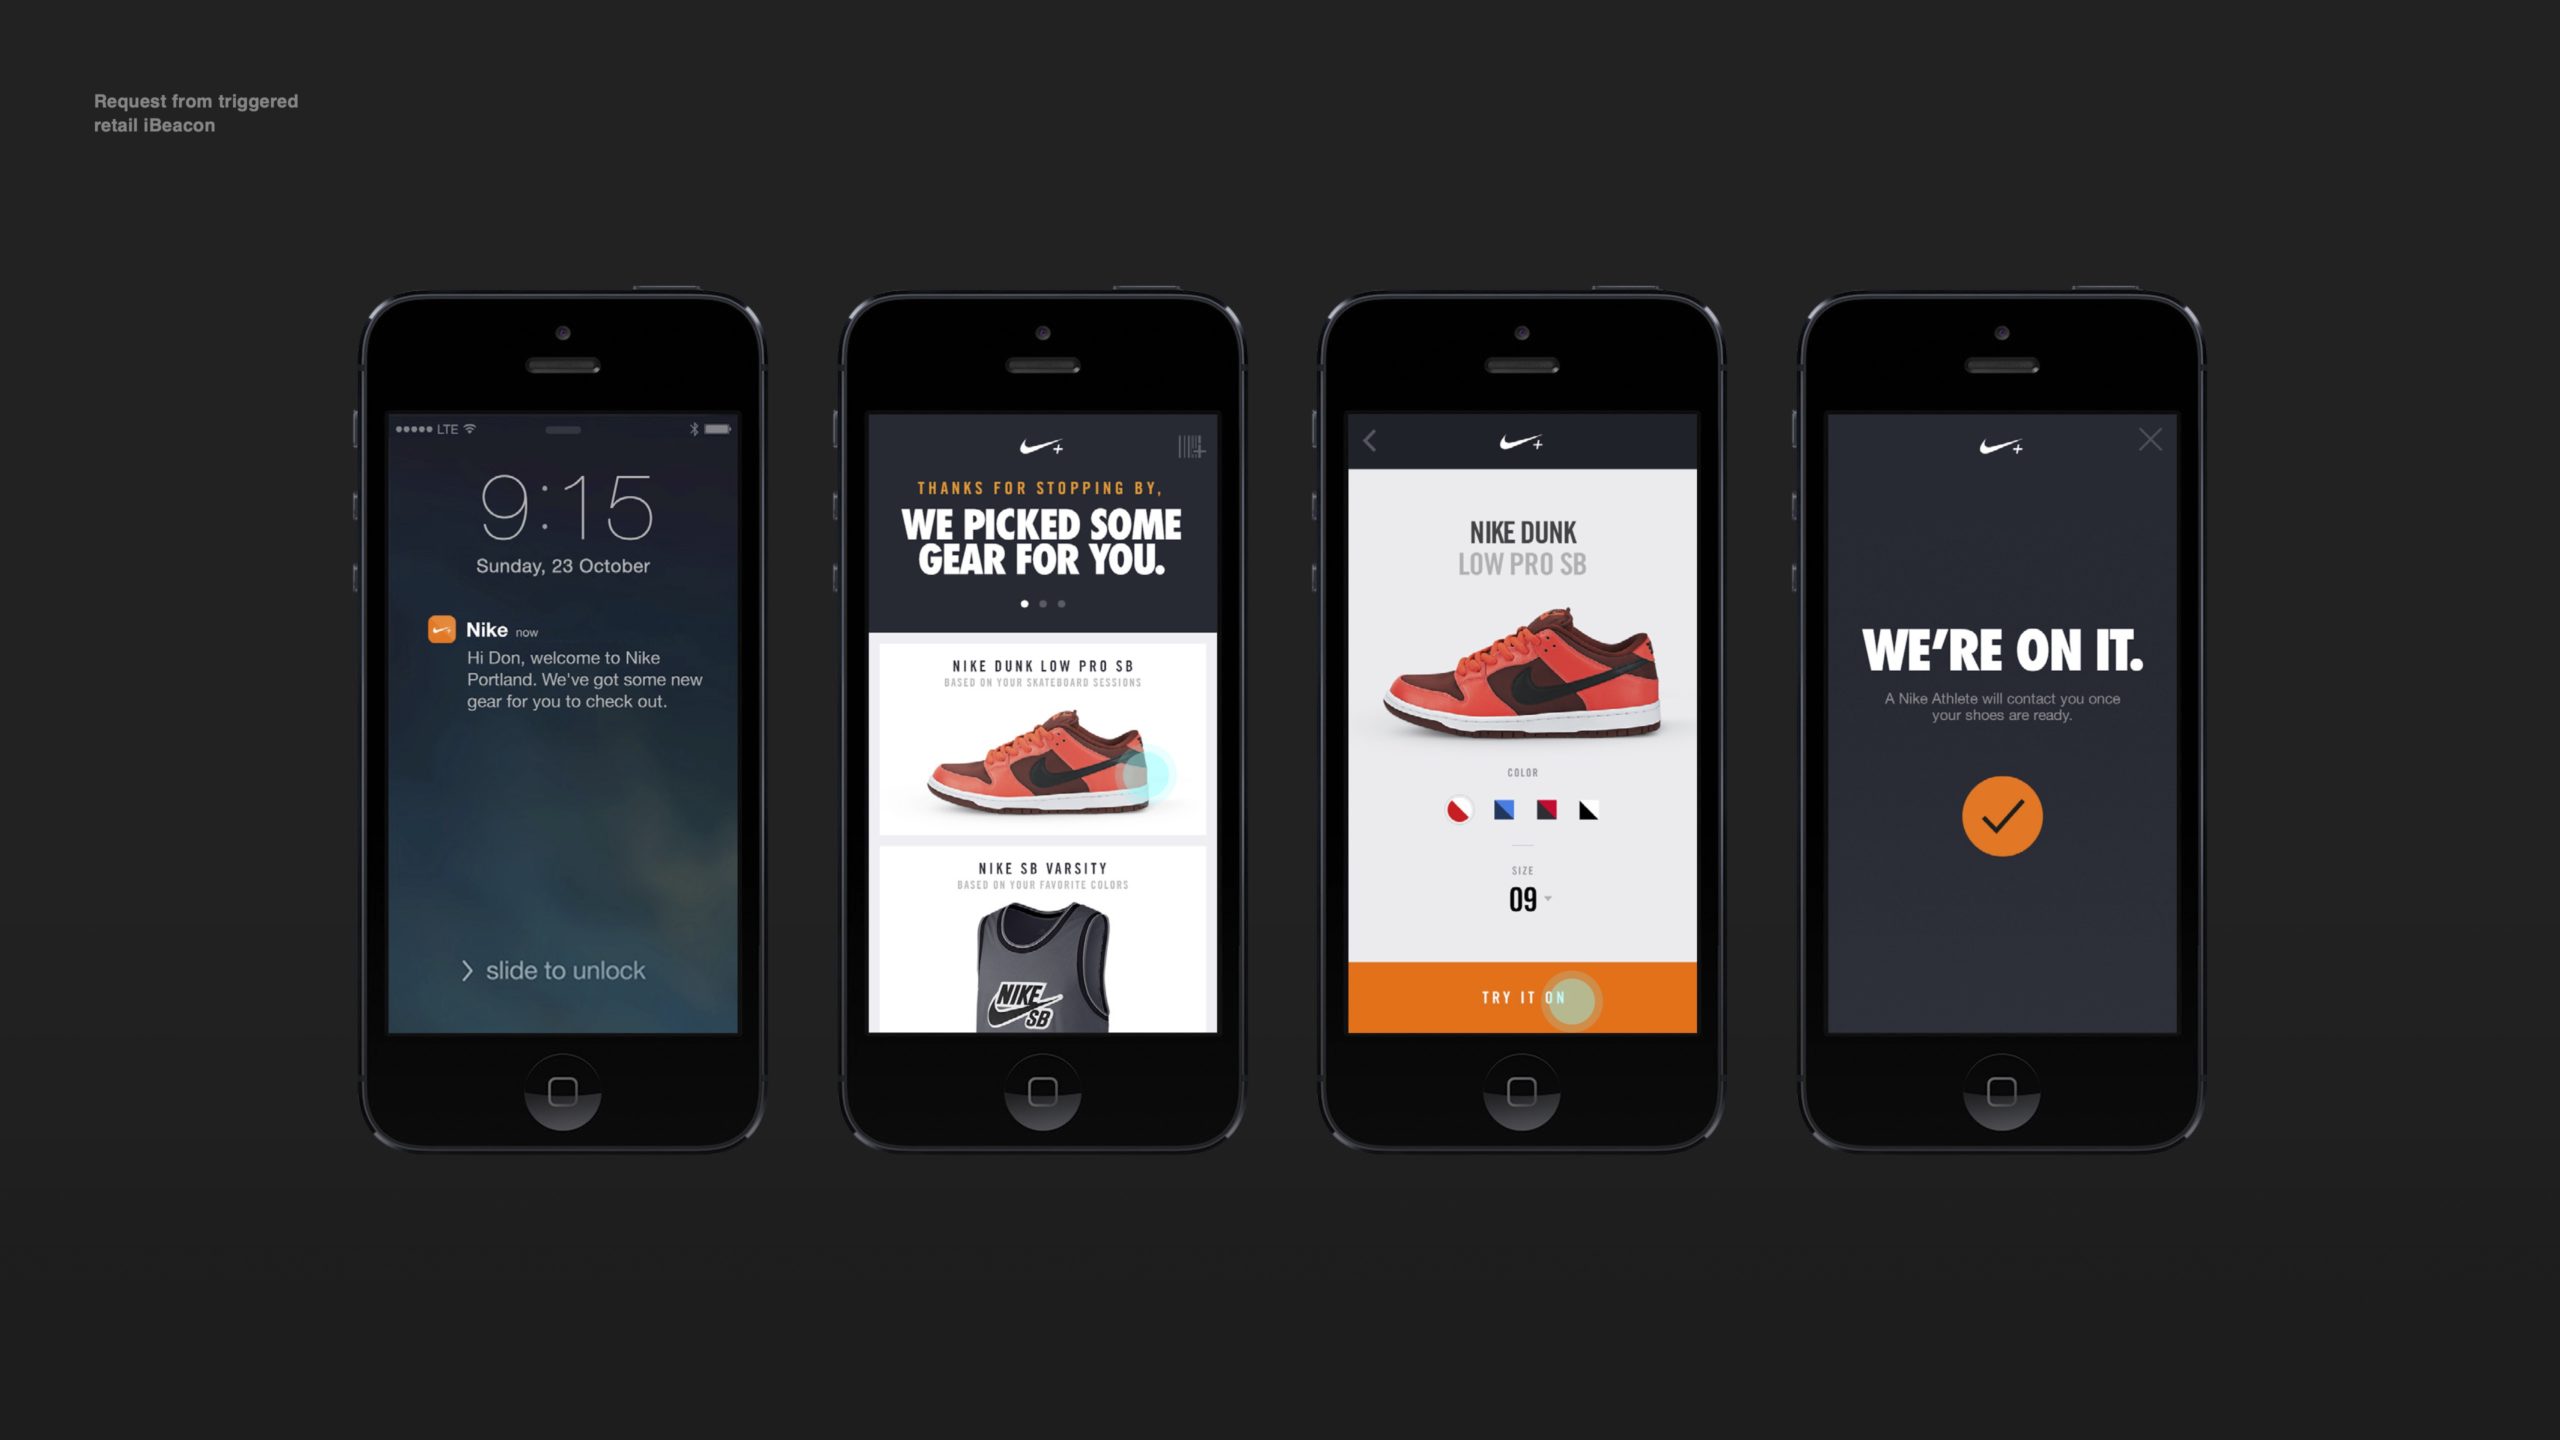 Request from triggered
retail iBeacon
LTE
9:15
Sunday, 23 October
Nike now
Hi Don, welcome to Nike
Portland. We've got some new
gear for you to check out.
slide to unlock
THANKS FOR STOPPING BY,
WE PICKED SOME
GEAR FOR YOU.
NIKE DUNK LOW PRO SB
BASED ON YOUR SKATEBOARD SESSIONS
NIKE SB VARSITY
BASED ON YOUR FAVORITE COLORS
NIKE
SB
NIKE DUNK
LOW PRO SB
COLOR
SIZE
09
TRY IT ON
WE'RE ON IT.
A Nike Athlete will contact you once
your shoes are ready.